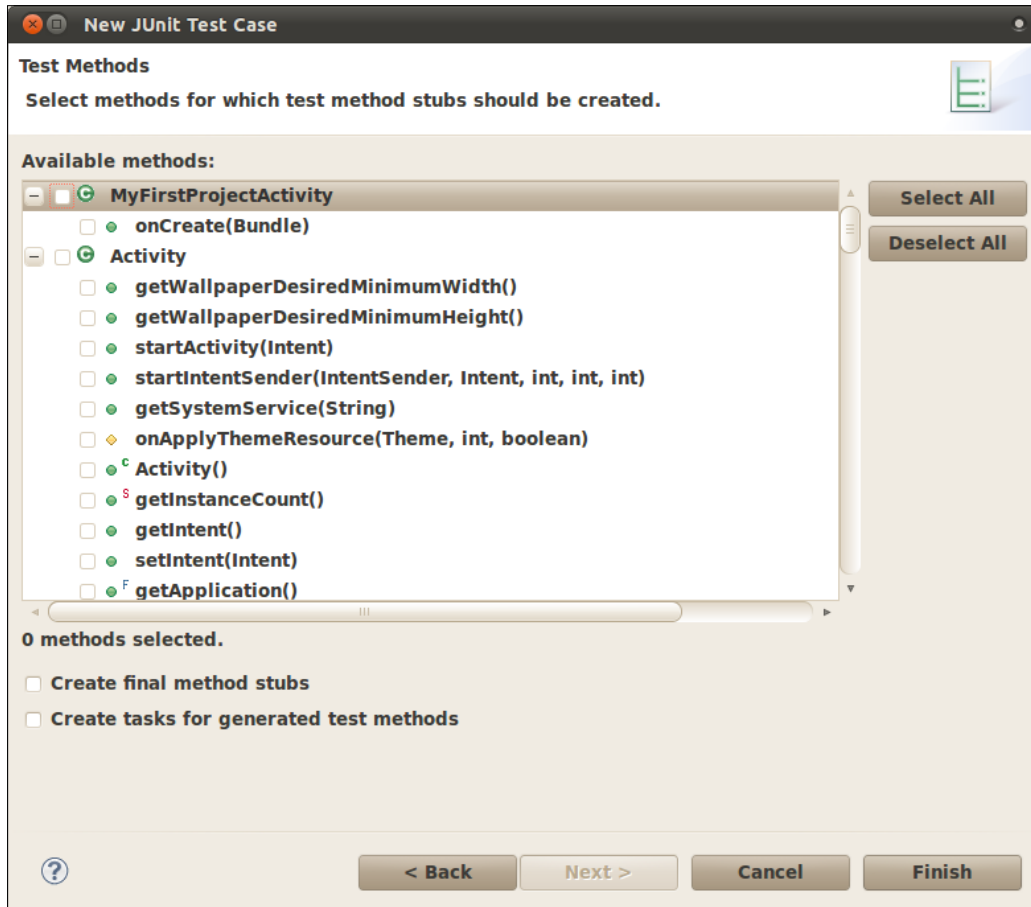 New JUnit Test Case
Test Methods
Select methods for which test method stubs should be created.
Available methods:
C MyFirstProjectActivity
onCreate(Bundle)
C Activity
getWallpaperDesiredMinimumWidth()
getWallpaperDesiredMinimumHeight()
startActivity(Intent)
startIntentSender(IntentSender, Intent, int, int, int)
getSystemService(String)
onApplyThemeResource(Theme, int, boolean)
c Activity()
S getInstanceCount()
getIntent()
setIntent(Intent)
F getApplication()
Select All
Deselect All
0 methods selected.
Create final method stubs
Create tasks for generated test methods
?
< Back
Next >
Cancel
Finish